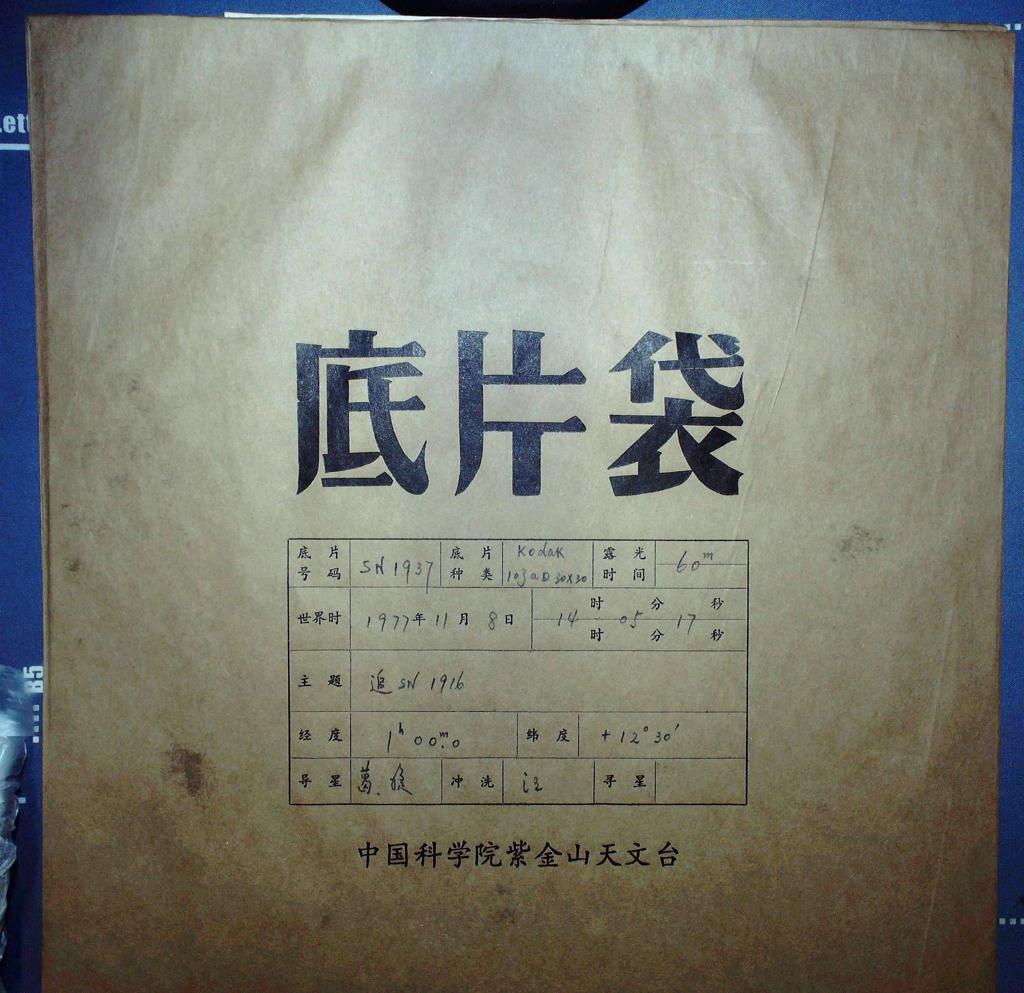 底片袋
底片号码 SN 1937 底片种类 Kodak 103aD 30X30 露光时间 60m
世界时 1977年 11月 8日 14时 05分 17秒
时 分 秒
主题 追 SN 1916
经度 1h 00m.0 纬度 +12°30′
导星 葛. 冲洗 汪 寻星
中国科学院紫金山天文台